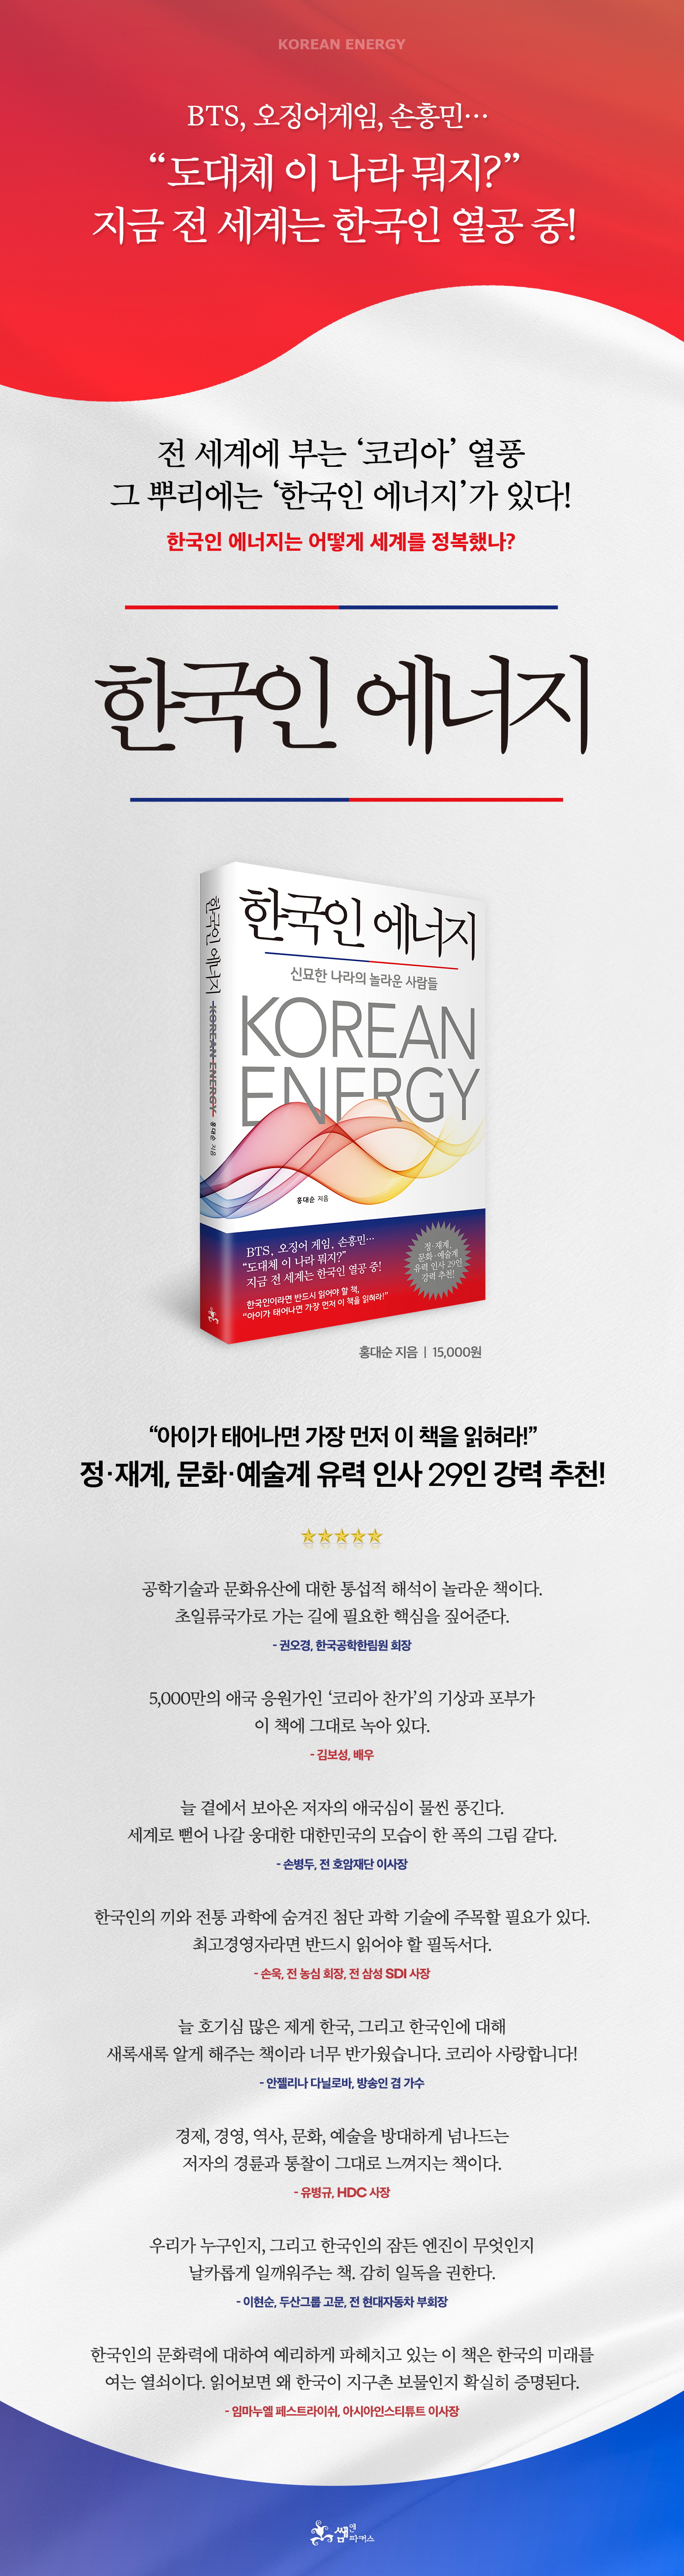 KOREAN ENERGY
BTS, 오징어게임, 손흥민…
“도대체 이 나라 뭐지?”
지금 전 세계는 한국인 열공 중!
전 세계에 부는 ‘코리아’ 열풍
그 뿌리에는 ‘한국인 에너지’가 있다!
한국인 에너지는 어떻게 세계를 정복했나?
한국인 에너지
한국인 에너지 KOREAN ENERGY 홍대순 지음
한국인 에너지
신묘한 나라의 놀라운 사람들
KOREAN
ENERGY
홍대순 지음
BTS, 오징어 게임, 손흥민…
“도대체 이 나라 뭐지?”
지금 전 세계는 한국인 열공 중!
한국인이라면 반드시 읽어야 할 책,
“아이가 태어나면 가장 먼저 이 책을 읽혀라!”
정·재계,
문화·예술계
유력 인사 29인
강력 추천!
홍대순 지음 | 15,000원
“아이가 태어나면 가장 먼저 이 책을 읽혀라!”
정·재계, 문화·예술계 유력 인사 29인 강력 추천!
공학기술과 문화유산에 대한 통섭적 해석이 놀라운 책이다.
초일류국가로 가는 길에 필요한 핵심을 짚어준다.
- 권오경, 한국공학한림원 회장
5,000만의 애국 응원가인 ‘코리아 찬가’의 기상과 포부가
이 책에 그대로 녹아 있다.
- 김보성, 배우
늘 곁에서 보아온 저자의 애국심이 물씬 풍긴다.
세계로 뻗어 나갈 웅대한 대한민국의 모습이 한 폭의 그림 같다.
- 손병두, 전 호암재단 이사장
한국인의 끼와 전통 과학에 숨겨진 첨단 과학 기술에 주목할 필요가 있다.
최고경영자라면 반드시 읽어야 할 필독서다.
- 손욱, 전 농심 회장, 전 삼성 SDI 사장
늘 호기심 많은 제게 한국, 그리고 한국인에 대해
새록새록 알게 해주는 책이라 너무 반가웠습니다. 코리아 사랑합니다!
- 안젤리나 다닐로바, 방송인 겸 가수
경제, 경영, 역사, 문화, 예술을 방대하게 넘나드는
저자의 경륜과 통찰이 그대로 느껴지는 책이다.
- 유병규, HDC 사장
우리가 누구인지, 그리고 한국인의 잠든 엔진이 무엇인지
날카롭게 일깨워주는 책. 감히 일독을 권한다.
- 이현순, 두산그룹 고문, 전 현대자동차 부회장
한국인의 문화력에 대하여 예리하게 파헤치고 있는 이 책은 한국의 미래를
여는 열쇠이다. 읽어보면 왜 한국이 지구촌 보물인지 확실히 증명된다.
- 임마누엘 페스트라이쉬, 아시아인스티튜트 이사장
쌤앤파커스